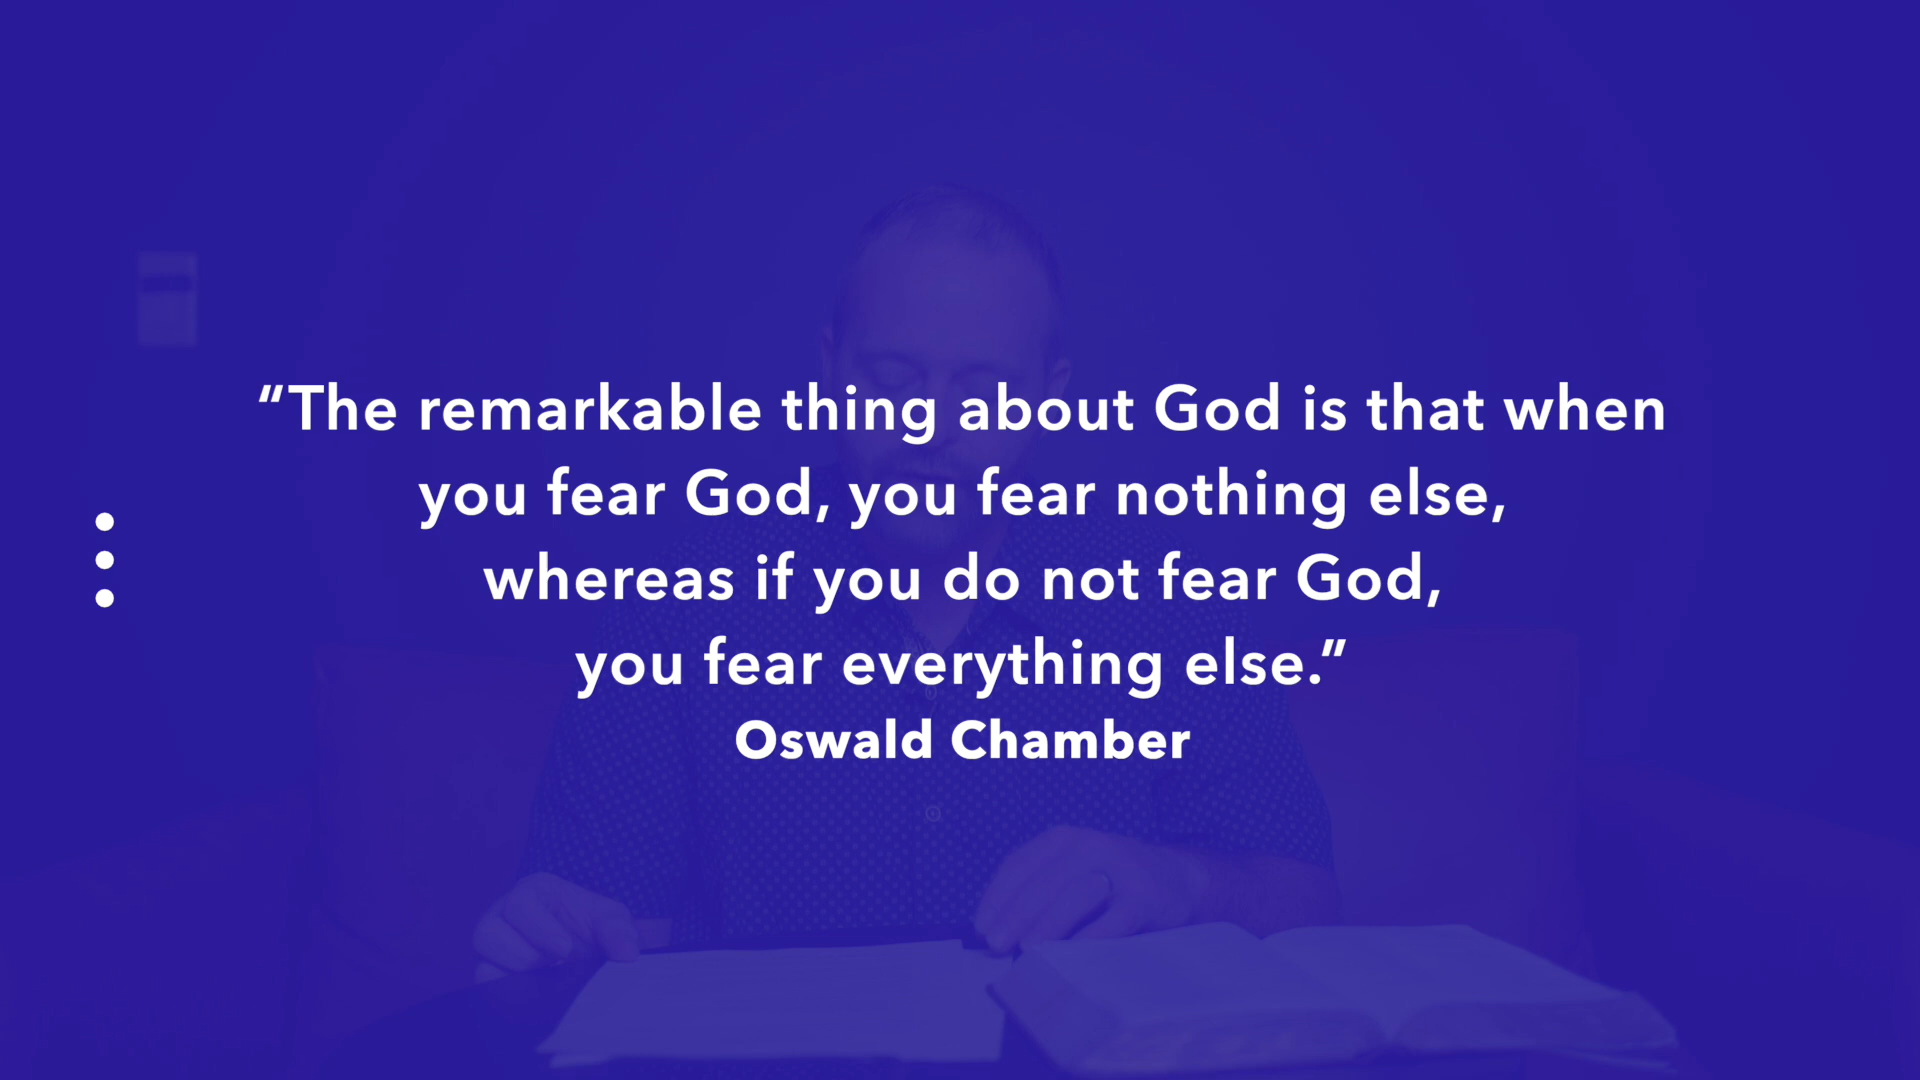 “The remarkable thing about God is that when
you fear God, you fear nothing else,
whereas if you do not fear God,
you fear everything else.”
Oswald Chamber